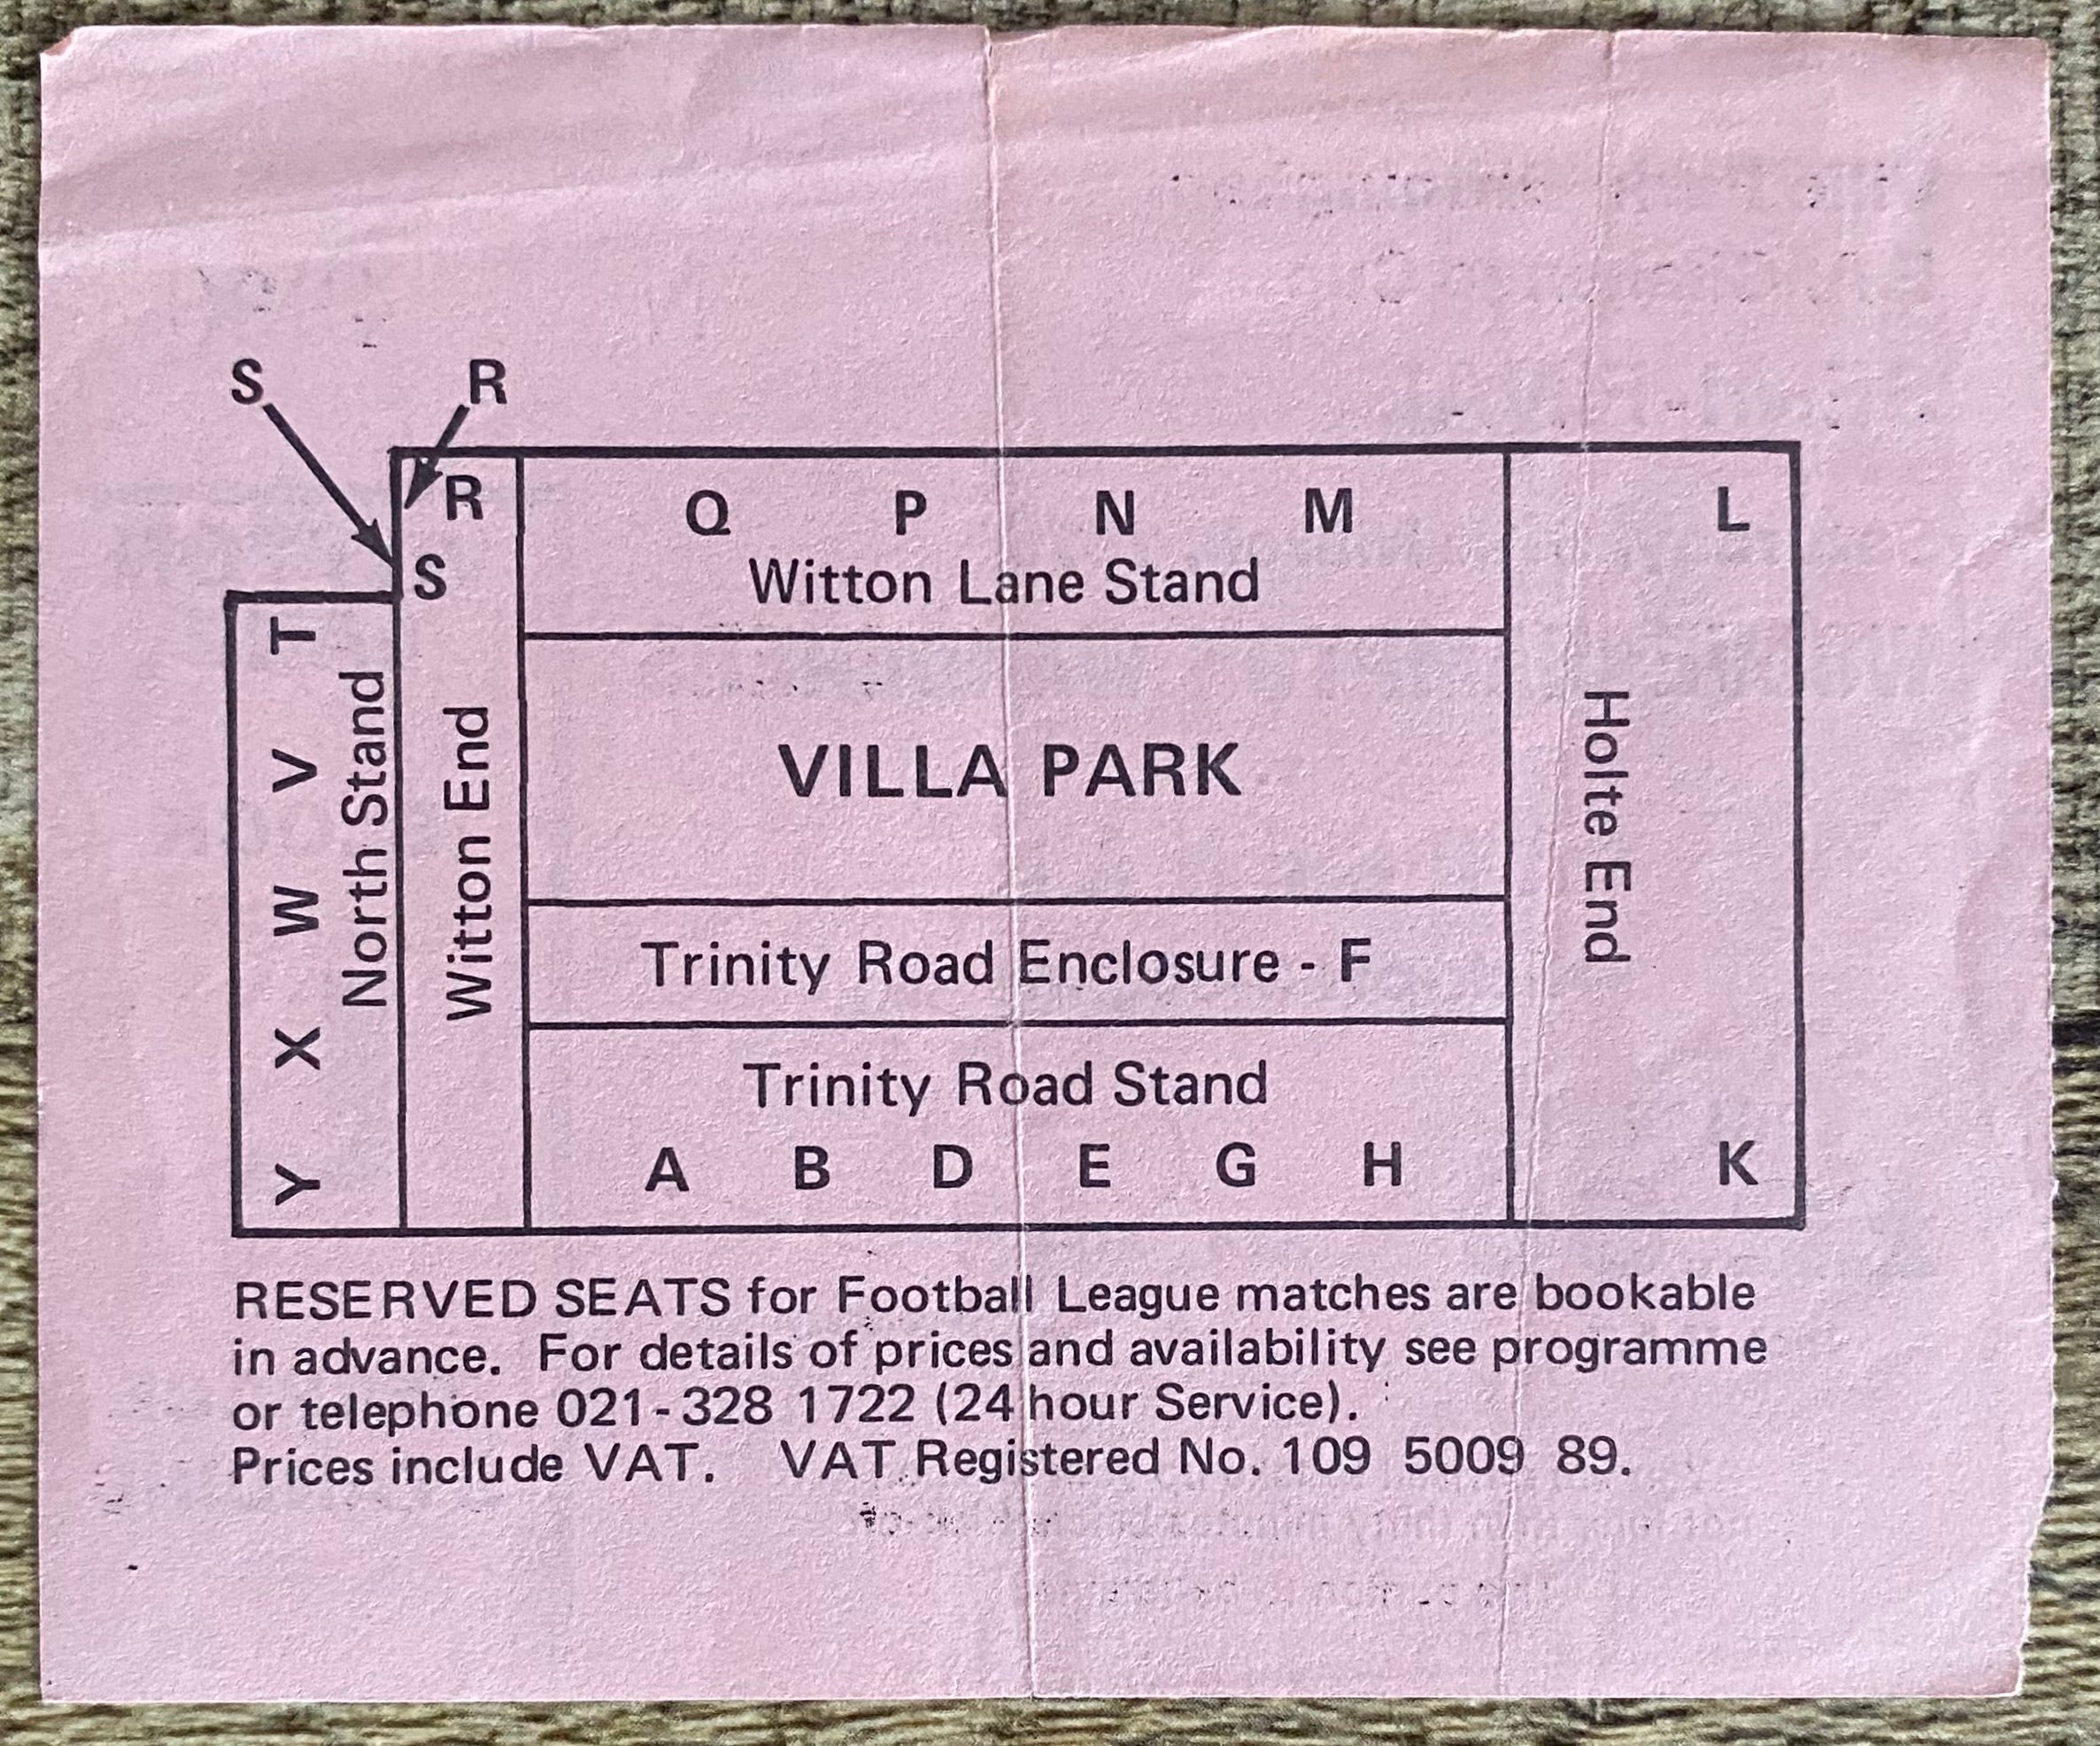 S R
R
S
Q P N M
L
Witton Lane Stand
T
V
W
X
Y
North Stand
Witton End
VILLA PARK
Holte End
Trinity Road Enclosure - F
Trinity Road Stand
A B D E G H
K
RESERVED SEATS for Football League matches are bookable
in advance. For details of prices and availability see programme
or telephone 021-328 1722 (24 hour Service).
Prices include VAT. VAT Registered No. 109 5009 89.